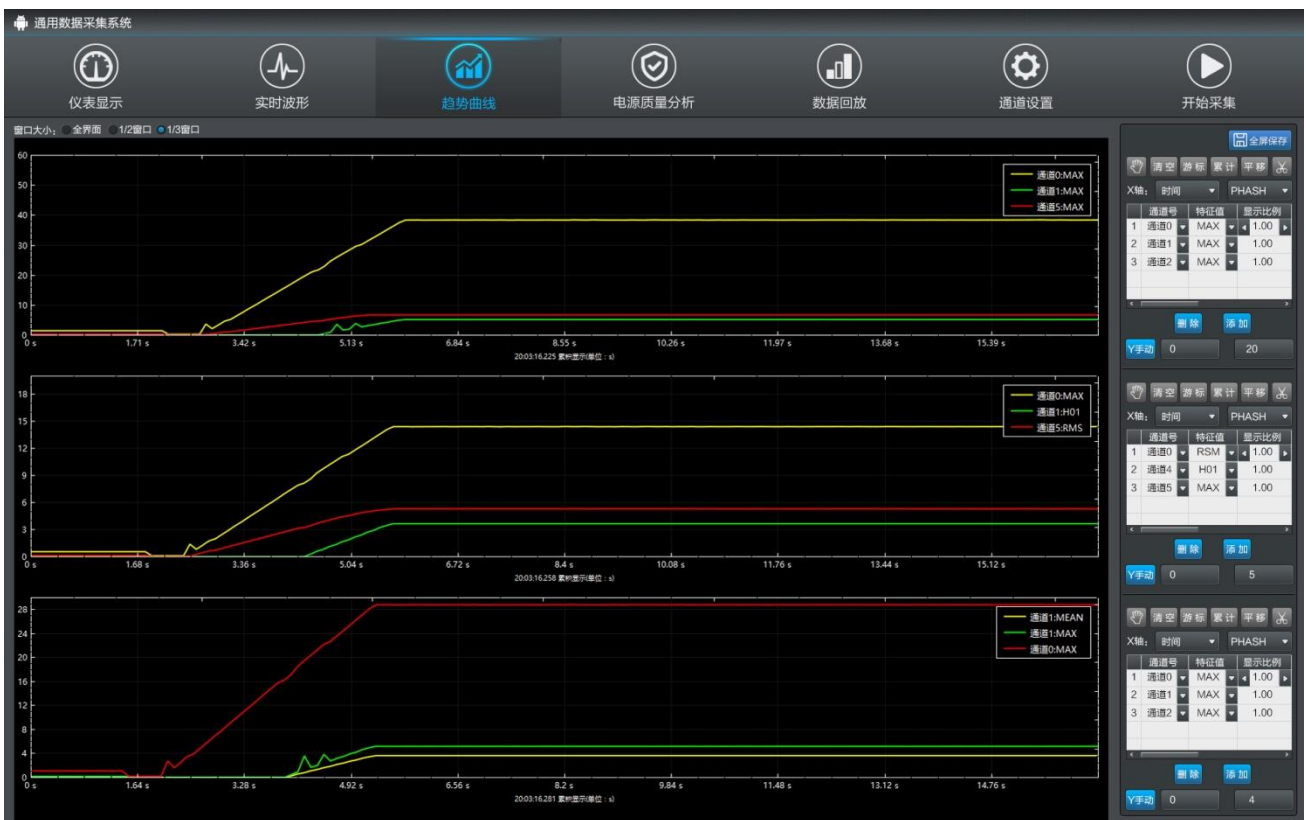 通用数据采集系统
仪表显示 实时波形 趋势曲线 电源质量分析 数据回放 通道设置 开始采集
窗口大小： 全界面 1/2窗口 1/3窗口
60
50
40
30
20
10
0
通道0:MAX
通道1:MAX
通道5:MAX
0 s 1.71 s 3.42 s 5.13 s 6.84 s 8.55 s 10.26 s 11.97 s 13.68 s 15.39 s
20:03:16.225 累积显示(单位：s)
18
15
12
9
6
3
0
通道0:MAX
通道1:H01
通道5:RMS
0 s 1.68 s 3.36 s 5.04 s 6.72 s 8.4 s 10.08 s 11.76 s 13.44 s 15.12 s
20:03:16.258 累积显示(单位：s)
28
24
20
16
12
8
4
0
通道1:MEAN
通道1:MAX
通道0:MAX
0 s 1.64 s 3.28 s 4.92 s 6.56 s 8.2 s 9.84 s 11.48 s 13.12 s 14.76 s
20:03:16.281 累积显示(单位：s)
全屏保存
清空 游标 累计 平移
X轴： 时间 PHASH
通道号 特征值 显示比例
1 通道0 MAX 1.00
2 通道1 MAX 1.00
3 通道2 MAX 1.00
删除 添加
Y手动 0 20
清空 游标 累计 平移
X轴： 时间 PHASH
通道号 特征值 显示比例
1 通道0 RSM 1.00
2 通道4 H01 1.00
3 通道5 MAX 1.00
删除 添加
Y手动 0 5
清空 游标 累计 平移
X轴： 时间 PHASH
通道号 特征值 显示比例
1 通道0 MAX 1.00
2 通道1 MAX 1.00
3 通道2 MAX 1.00
删除 添加
Y手动 0 4